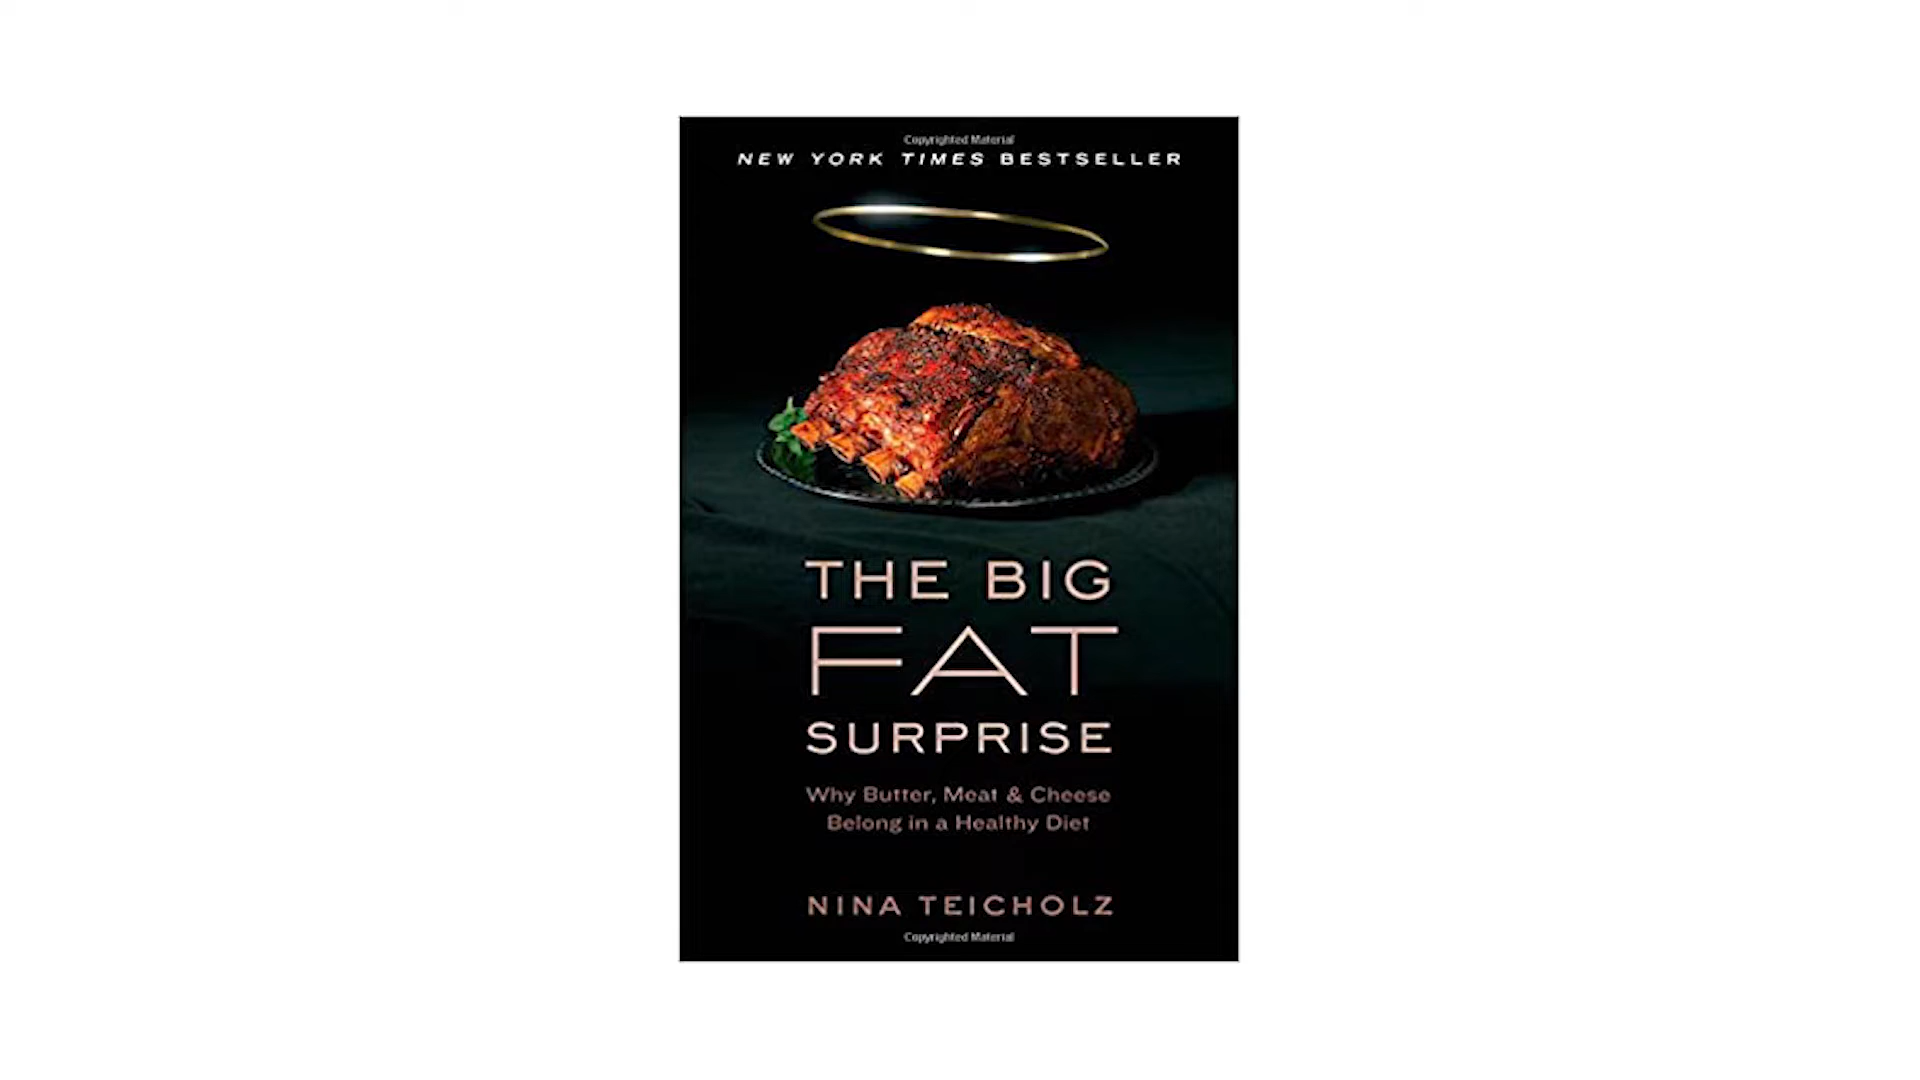 Copyrighted Material
NEW YORK TIMES BESTSELLER
THE BIG
FAT
SURPRISE
Why Butter, Meat & Cheese
Belong in a Healthy Diet
NINA TEICHOLZ
Copyrighted Material